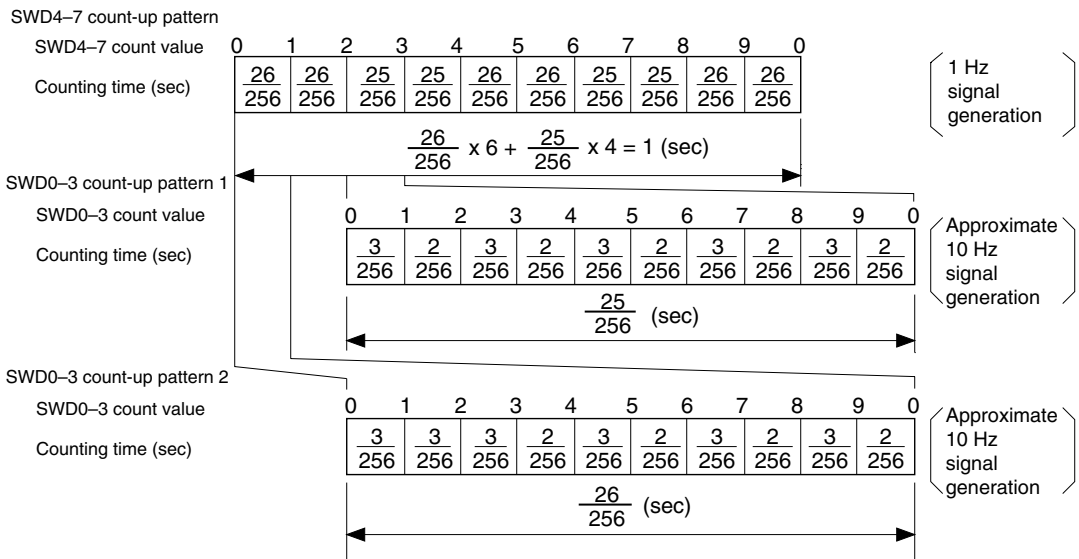 SWD4–7 count-up pattern
SWD4–7 count value 0 1 2 3 4 5 6 7 8 9 0
Counting time (sec) 26/256 26/256 25/256 25/256 26/256 26/256 25/256 25/256 26/256 26/256
1 Hz
signal
generation
26/256 x 6 + 25/256 x 4 = 1 (sec)
SWD0–3 count-up pattern 1
SWD0–3 count value 0 1 2 3 4 5 6 7 8 9 0
Counting time (sec) 3/256 2/256 3/256 2/256 3/256 2/256 3/256 2/256 3/256 2/256
Approximate
10 Hz
signal
generation
25/256 (sec)
SWD0–3 count-up pattern 2
SWD0–3 count value 0 1 2 3 4 5 6 7 8 9 0
Counting time (sec) 3/256 3/256 3/256 2/256 3/256 2/256 3/256 2/256 3/256 2/256
Approximate
10 Hz
signal
generation
26/256 (sec)